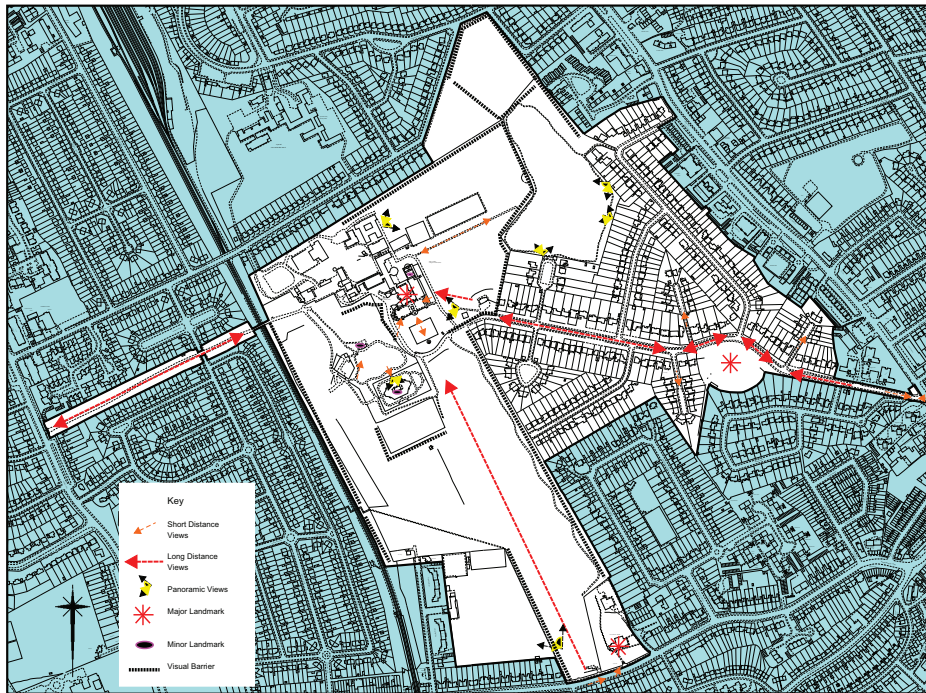 Key
Short Distance
Views
Long Distance
Views
Panoramic Views
Major Landmark
Minor Landmark
Visual Barrier